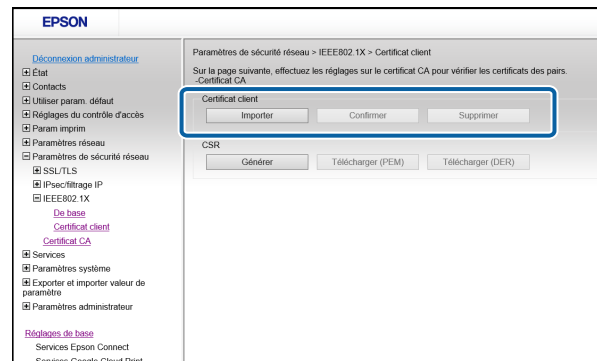 EPSON
Déconnexion administrateur
État
Contacts
Utiliser param. défaut
Réglages du contrôle d'accès
Param imprim
Paramètres réseau
Paramètres de sécurité réseau
SSL/TLS
IPsec/filtrage IP
IEEE802.1X
De base
Certificat client
Certificat CA
Services
Paramètres système
Exporter et importer valeur de
paramètre
Paramètres administrateur
Réglages de base
Services Epson Connect
Services Google Cloud Print
Paramètres de sécurité réseau > IEEE802.1X > Certificat client
Sur la page suivante, effectuez les réglages sur le certificat CA pour vérifier les certificats des pairs.
-Certificat CA
Certificat client
Importer Confirmer Supprimer
CSR
Générer Télécharger (PEM) Télécharger (DER)